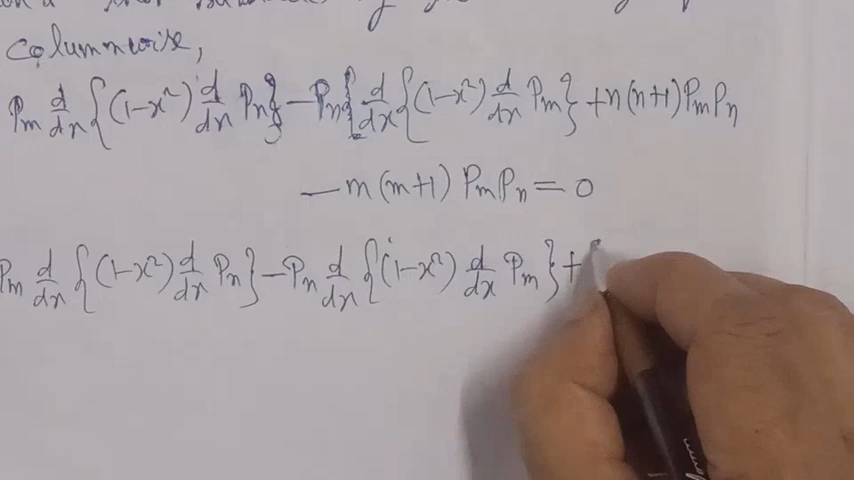 Columnwise,
Pm d/dx {(1-x²) d/dx Pn} - Pn{ d/dx {(1-x²) d/dx Pm} + n(n+1) Pm Pn
- m(m+1) Pm Pn = 0
Pm d/dx {(1-x²) d/dx Pn} - Pn d/dx {(1-x²) d/dx Pm} +